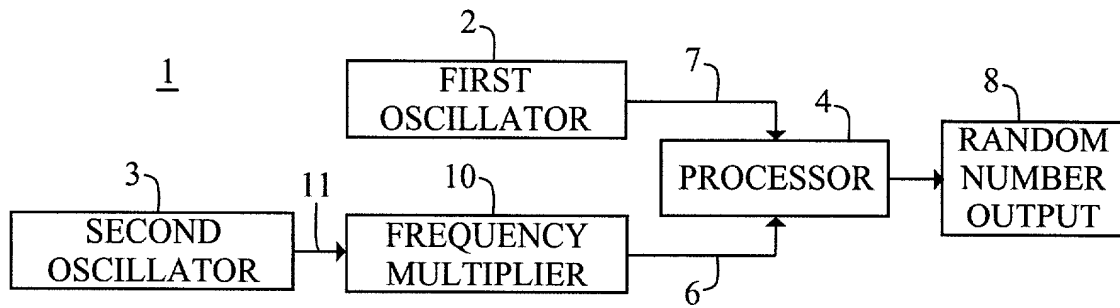 2
1
FIRST
OSCILLATOR
7
4
8
PROCESSOR
RANDOM
NUMBER
OUTPUT
3
SECOND
OSCILLATOR
11
10
FREQUENCY
MULTIPLIER
6